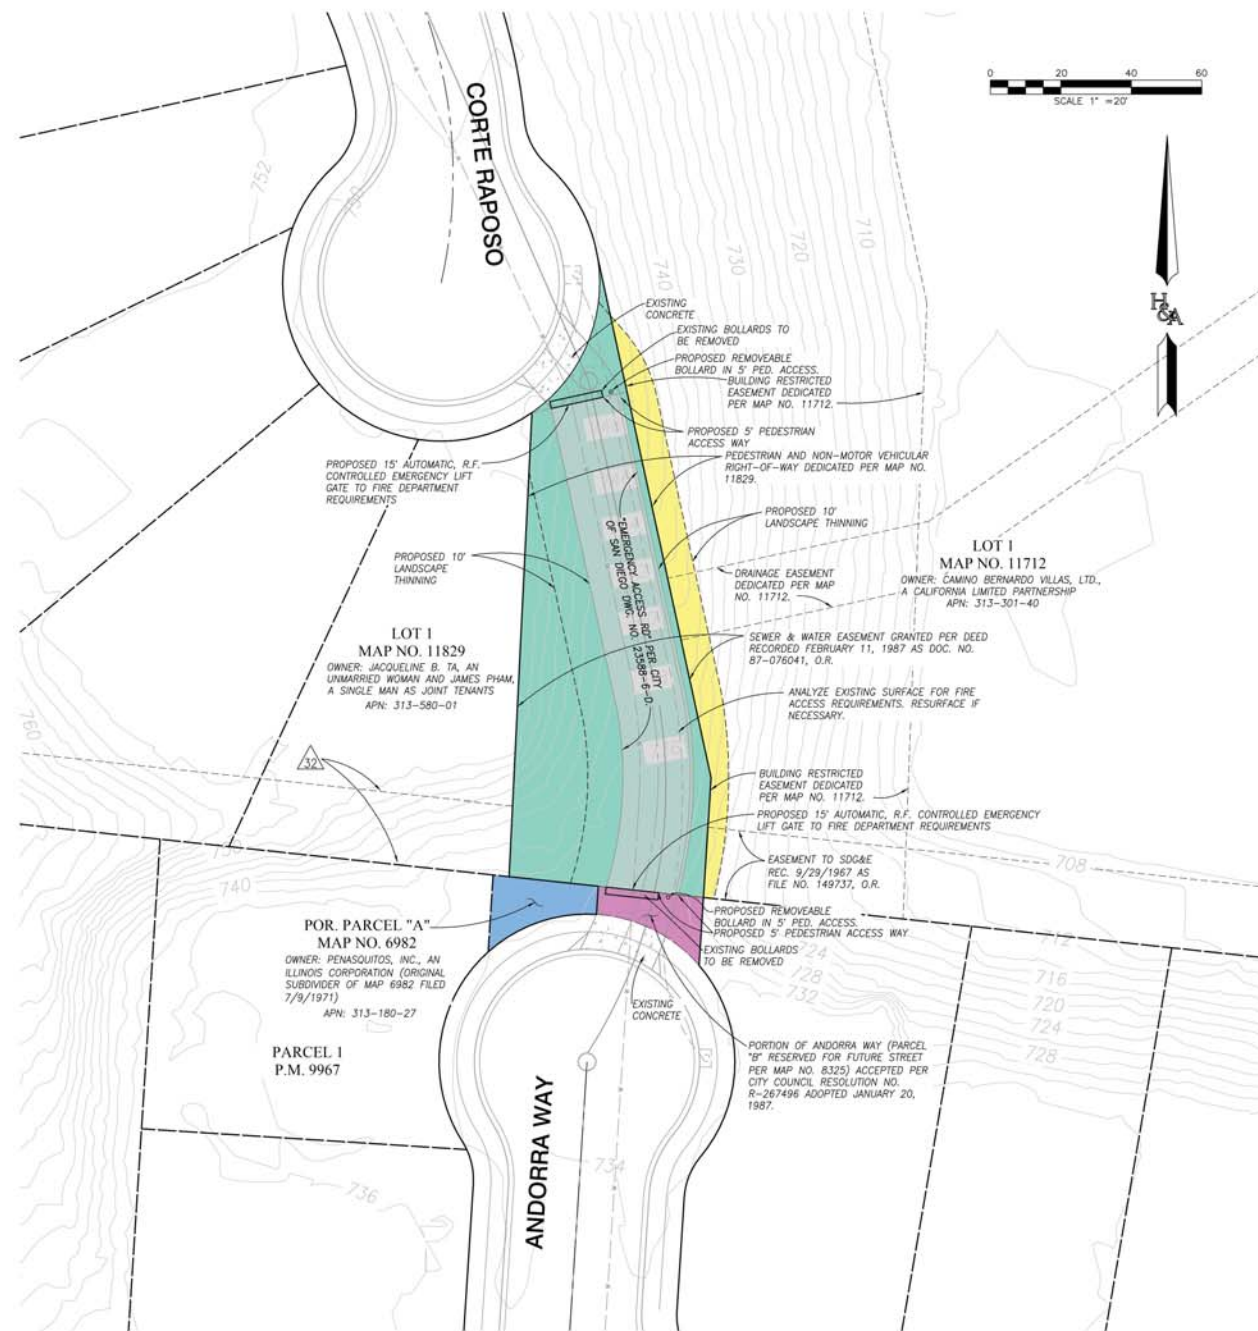 0 20 40 60
SCALE 1" =20'
CORTE RAPOSO
752
750
740
730
720
710
H&A
EXISTING
CONCRETE
EXISTING BOLLARDS TO
BE REMOVED
PROPOSED REMOVEABLE
BOLLARD IN 5' PED. ACCESS.
BUILDING RESTRICTED
EASEMENT DEDICATED
PER MAP NO. 11712.
PROPOSED 5' PEDESTRIAN
ACCESS WAY
PEDESTRIAN AND NON-MOTOR VEHICULAR
RIGHT-OF-WAY DEDICATED PER MAP NO.
11829.
PROPOSED 15' AUTOMATIC, R.F.
CONTROLLED EMERGENCY LIFT
GATE TO FIRE DEPARTMENT
REQUIREMENTS
PROPOSED 10'
LANDSCAPE THINNING
"EMERGENCY ACCESS RD" PER CITY
OF SAN DIEGO DWG. NO. 23588-6-D.
PROPOSED 10'
LANDSCAPE
THINNING
LOT 1
MAP NO. 11712
OWNER: CAMINO BERNARDO VILLAS, LTD.,
A CALIFORNIA LIMITED PARTNERSHIP
APN: 313-301-40
DRAINAGE EASEMENT
DEDICATED PER MAP
NO. 11712.
LOT 1
MAP NO. 11829
OWNER: JACQUELINE B. TA, AN
UNMARRIED WOMAN AND JAMES PHAM,
A SINGLE MAN AS JOINT TENANTS
APN: 313-580-01
SEWER & WATER EASEMENT GRANTED PER DEED
RECORDED FEBRUARY 11, 1987 AS DOC. NO.
87-076041, O.R.
ANALYZE EXISTING SURFACE FOR FIRE
ACCESS REQUIREMENTS. RESURFACE IF
NECESSARY.
760
32
BUILDING RESTRICTED
EASEMENT DEDICATED
PER MAP NO. 11712.
PROPOSED 15' AUTOMATIC, R.F. CONTROLLED EMERGENCY
LIFT GATE TO FIRE DEPARTMENT REQUIREMENTS
740
EASEMENT TO SDG&E
REC. 9/29/1967 AS
FILE NO. 149737, O.R.
708
POR. PARCEL "A"
MAP NO. 6982
OWNER: PENASQUITOS, INC., AN
ILLINOIS CORPORATION (ORIGINAL
SUBDIVIDER OF MAP 6982 FILED
7/9/1971)
APN: 313-180-27
PROPOSED REMOVEABLE
BOLLARD IN 5' PED. ACCESS.
PROPOSED 5' PEDESTRIAN ACCESS WAY
EXISTING BOLLARDS
TO BE REMOVED
724
728
732
712
716
720
724
728
EXISTING
CONCRETE
PARCEL 1
P.M. 9967
PORTION OF ANDORRA WAY (PARCEL
"B" RESERVED FOR FUTURE STREET
PER MAP NO. 8325) ACCEPTED PER
CITY COUNCIL RESOLUTION NO.
R-267496 ADOPTED JANUARY 20,
1987.
ANDORRA WAY
734
736